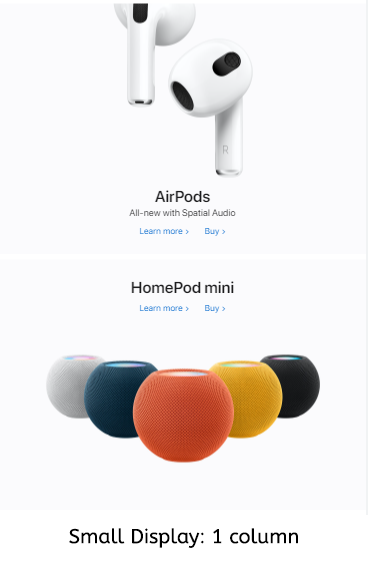 R
AirPods
All-new with Spatial Audio
Learn more > Buy >
HomePod mini
Learn more > Buy >
Small Display: 1 column